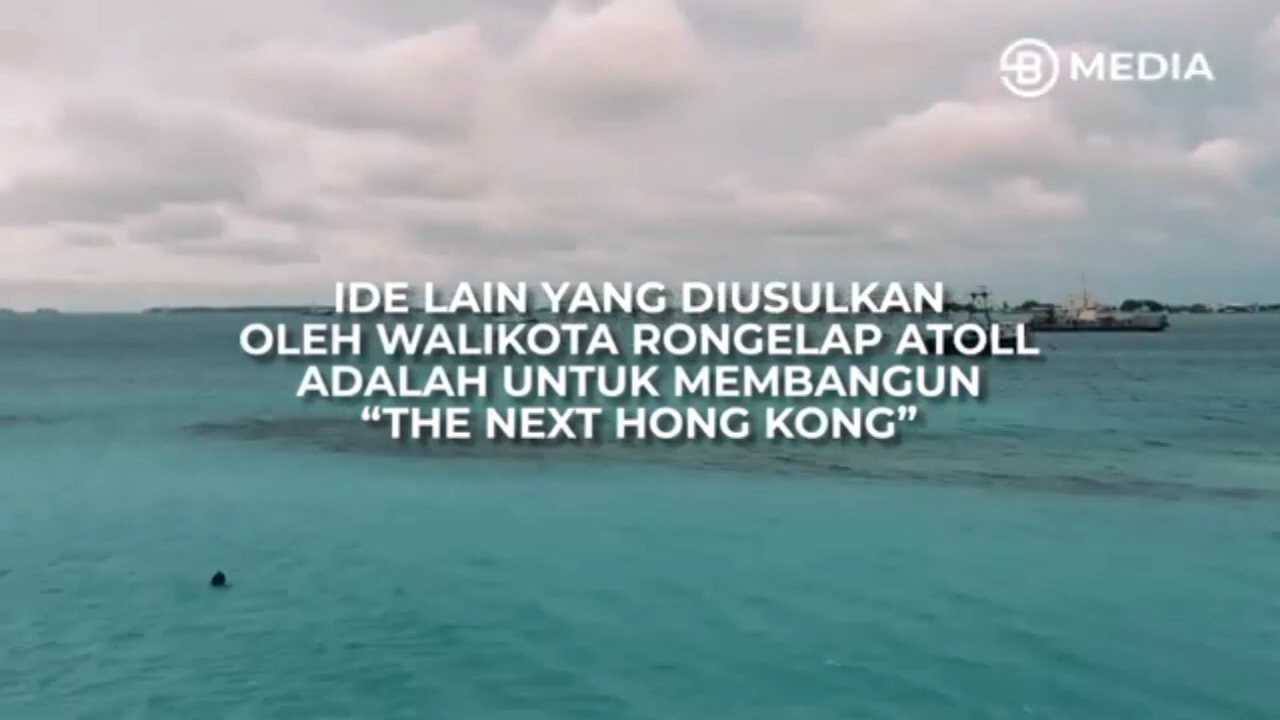 B MEDIA
IDE LAIN YANG DIUSULKAN
OLEH WALIKOTA RONGELAP ATOLL
ADALAH UNTUK MEMBANGUN
“THE NEXT HONG KONG”